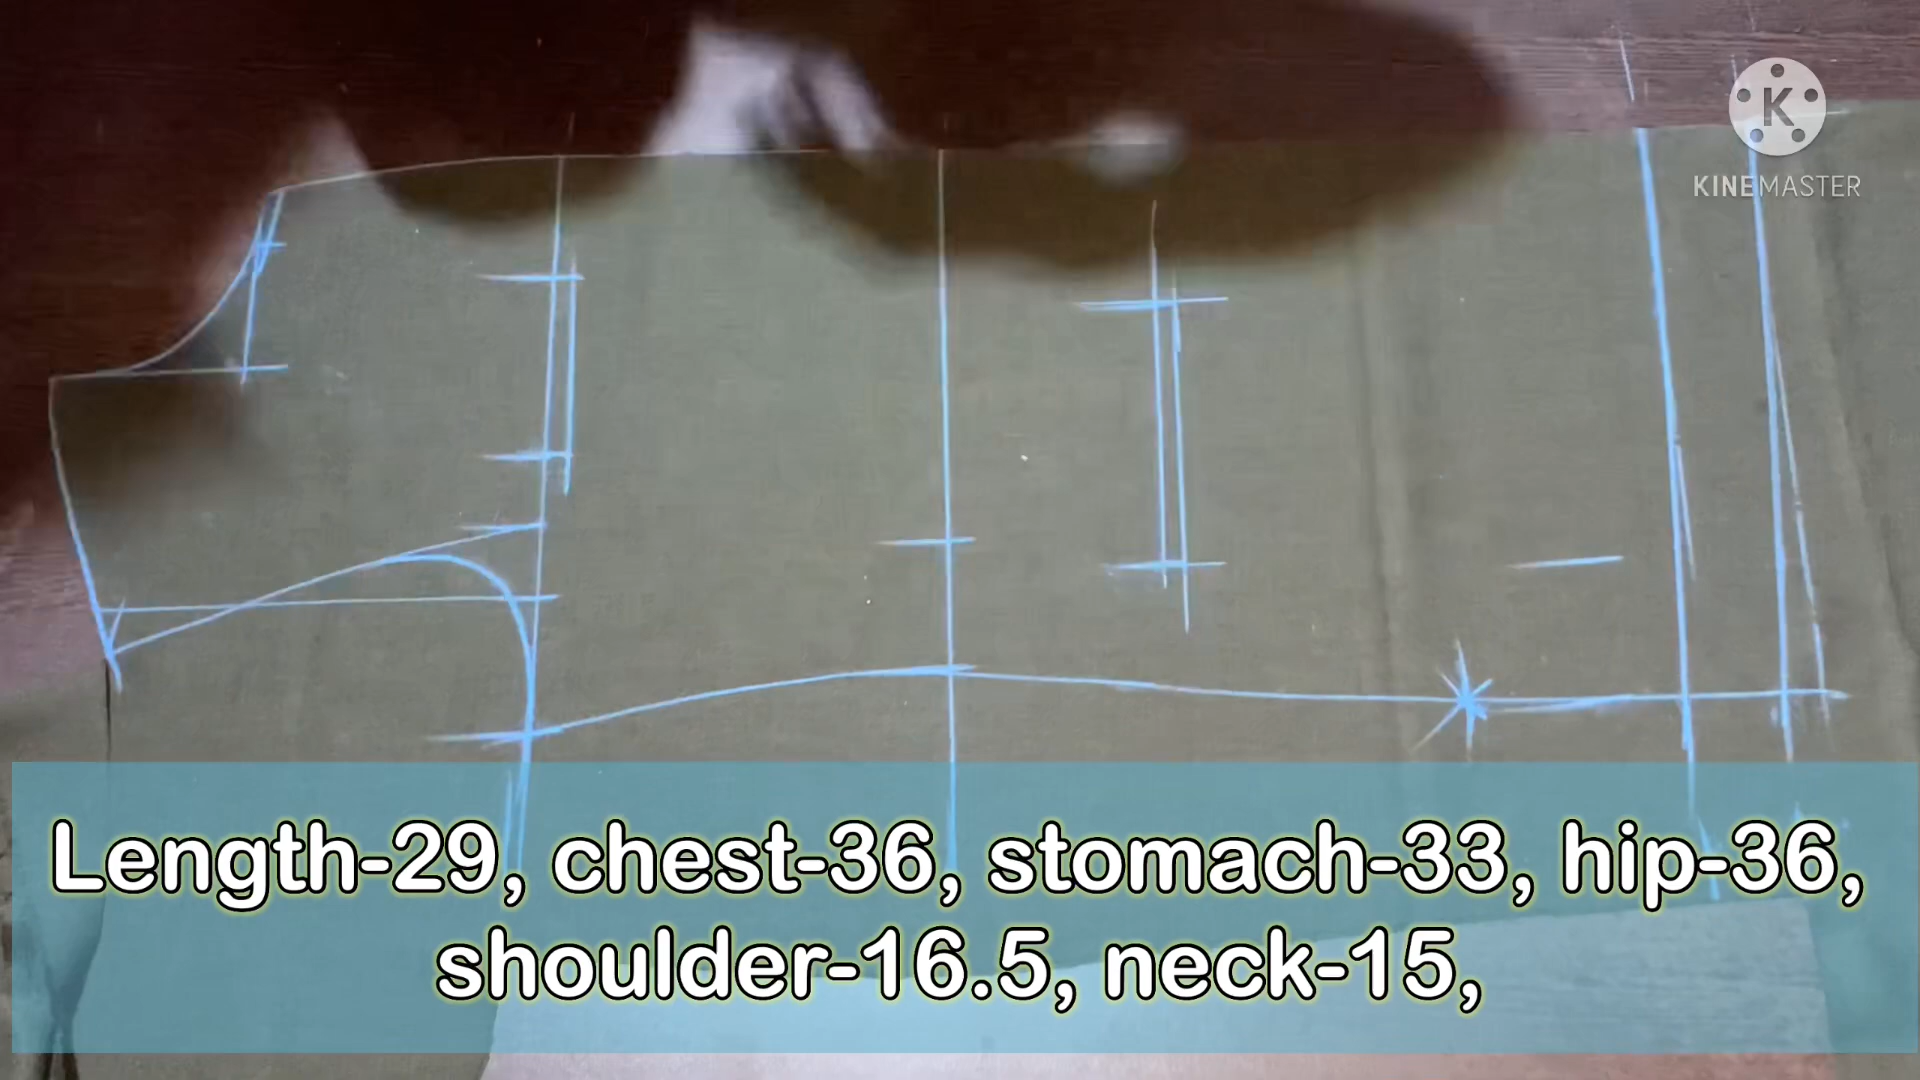 K
KINEMASTER
Length-29, chest-36, stomach-33, hip-36,
shoulder-16.5, neck-15,